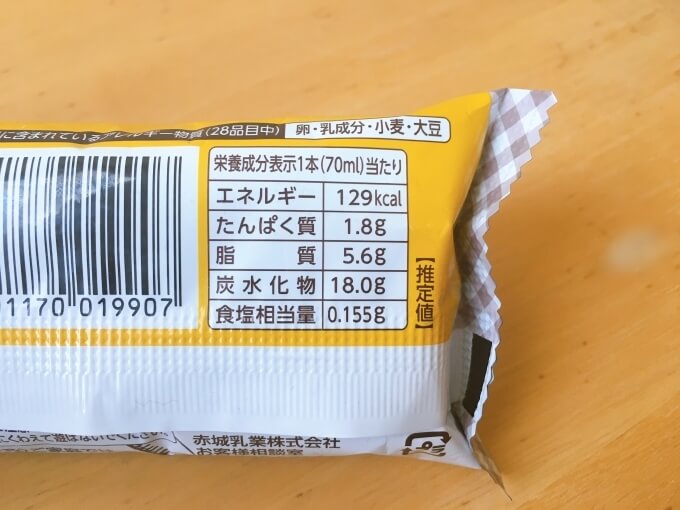 に含まれているアレルギー物質(28品目中) 卵・乳成分・小麦・大豆
栄養成分表示1本(70ml)当たり
エネルギー 129kcal
たんぱく質 1.8g
脂質 5.6g
炭水化物 18.0g
食塩相当量 0.155g
【推定値】
01170 019907
赤城乳業株式会社
お客様相談室
プラ